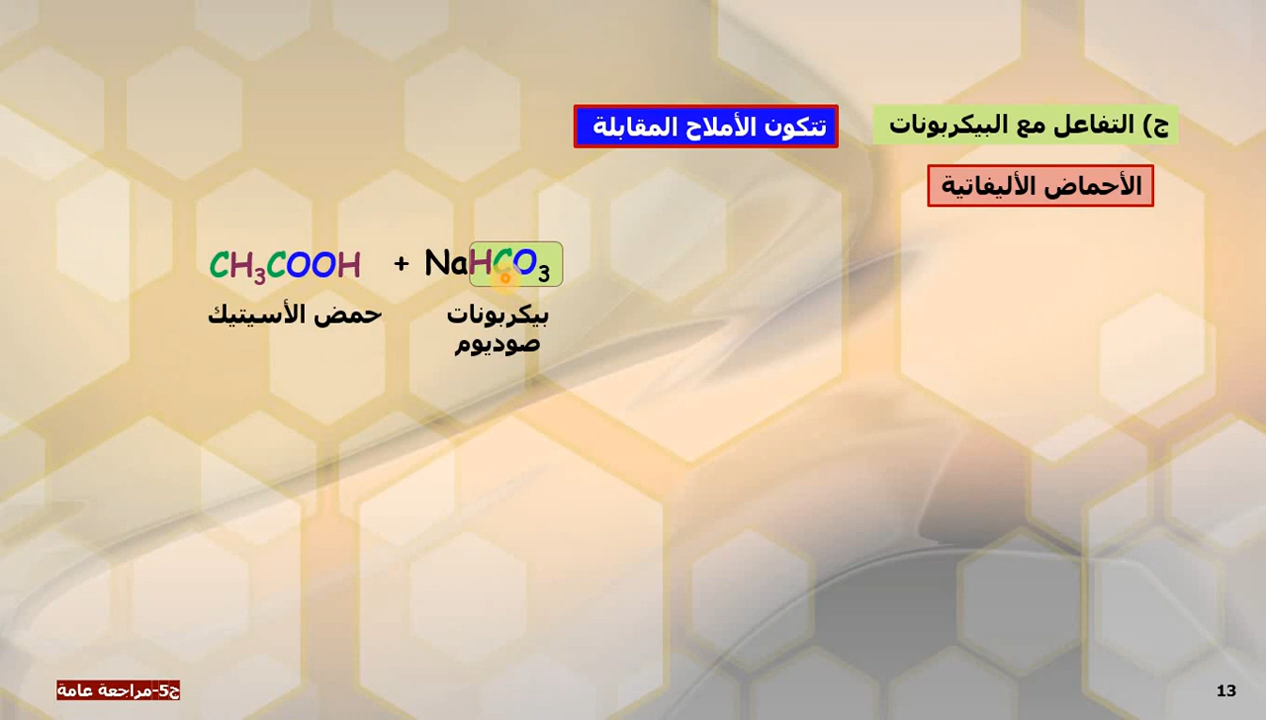 ج) التفاعل مع البيكربونات
تتكون الأملاح المقابلة
الأحماض الأليفاتية
CH₃COOH + NaHCO₃
حمض الأسيتيك
بيكربونات
صوديوم
ج5-مراجعة عامة
13